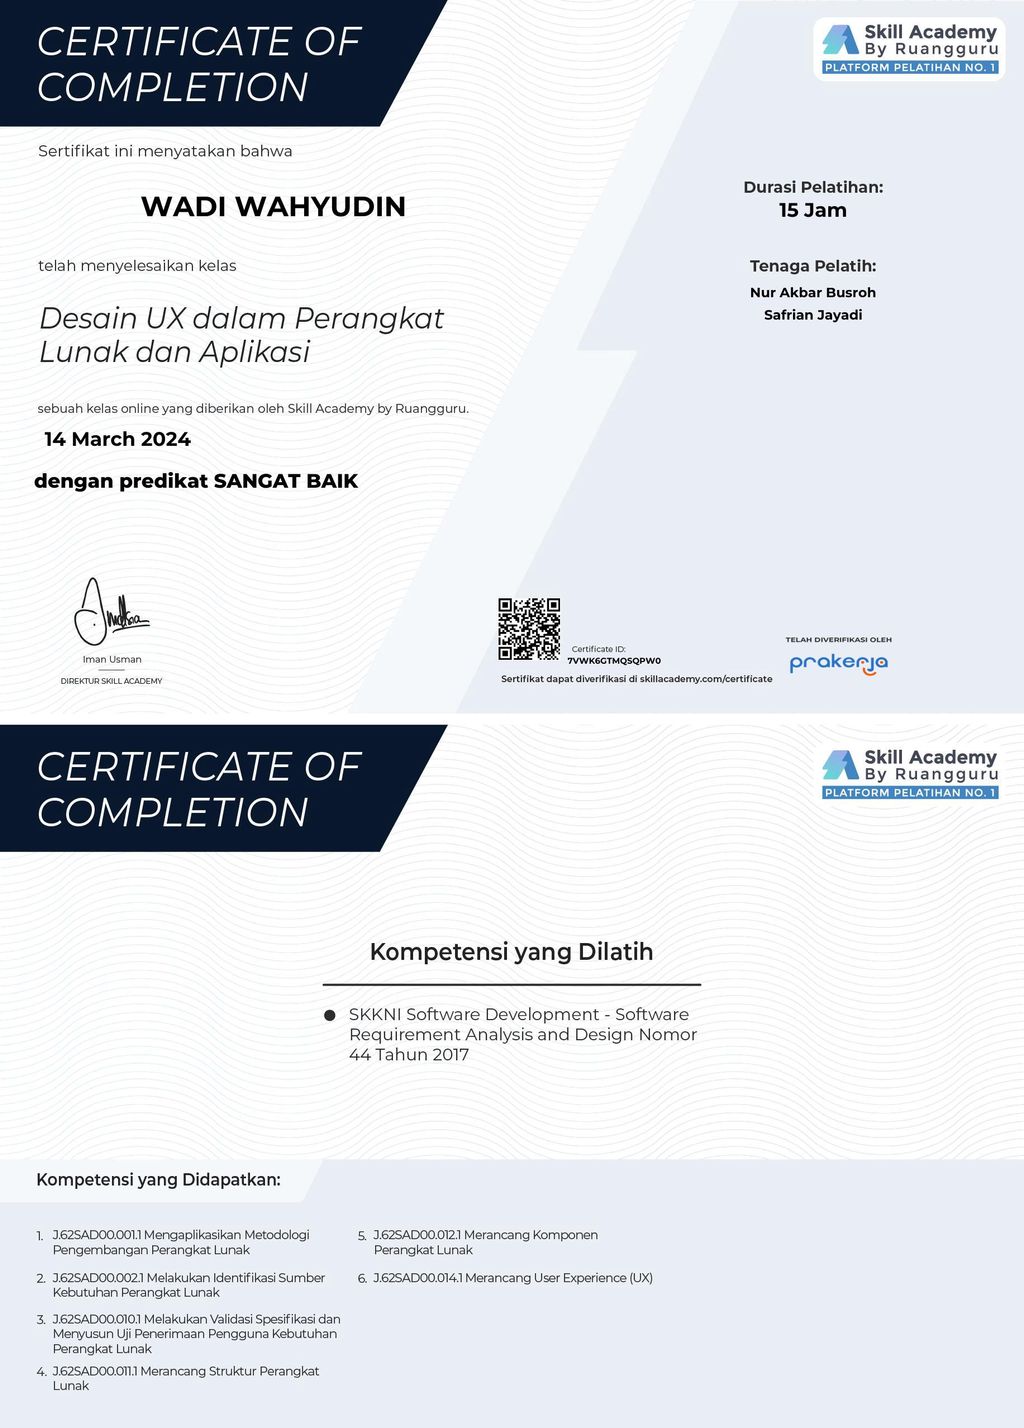 CERTIFICATE OF
COMPLETION
Skill Academy
By Ruangguru
PLATFORM PELATIHAN NO. 1
Sertifikat ini menyatakan bahwa
WADI WAHYUDIN
telah menyelesaikan kelas
Desain UX dalam Perangkat
Lunak dan Aplikasi
sebuah kelas online yang diberikan oleh Skill Academy by Ruangguru.
14 March 2024
dengan predikat SANGAT BAIK
Durasi Pelatihan:
15 Jam
Tenaga Pelatih:
Nur Akbar Busroh
Safrian Jayadi
Iman Usman
DIREKTUR SKILL ACADEMY
Certificate ID:
7VWK6GTMQSQPW0
Sertifikat dapat diverifikasi di skillacademy.com/certificate
TELAH DIVERIFIKASI OLEH
prakerja
CERTIFICATE OF
COMPLETION
Skill Academy
By Ruangguru
PLATFORM PELATIHAN NO. 1
Kompetensi yang Dilatih
● SKKNI Software Development - Software
Requirement Analysis and Design Nomor
44 Tahun 2017
Kompetensi yang Didapatkan:
1. J.62SAD00.001.1 Mengaplikasikan Metodologi
Pengembangan Perangkat Lunak
2. J.62SAD00.002.1 Melakukan Identifikasi Sumber
Kebutuhan Perangkat Lunak
3. J.62SAD00.010.1 Melakukan Validasi Spesifikasi dan
Menyusun Uji Penerimaan Pengguna Kebutuhan
Perangkat Lunak
4. J.62SAD00.011.1 Merancang Struktur Perangkat
Lunak
5. J.62SAD00.012.1 Merancang Komponen
Perangkat Lunak
6. J.62SAD00.014.1 Merancang User Experience (UX)